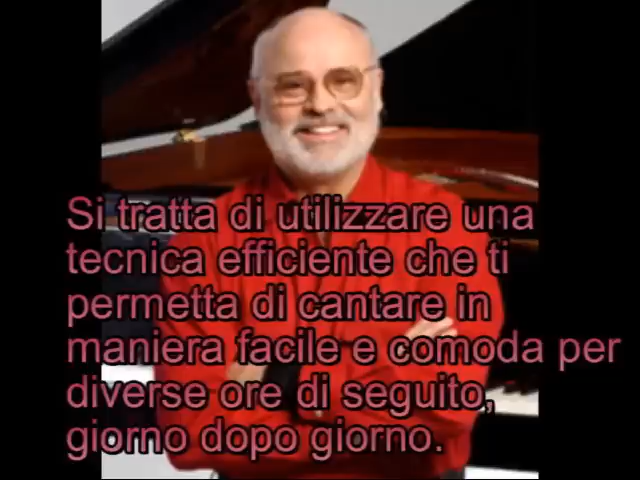 Si tratta di utilizzare una
tecnica efficiente che ti
permetta di cantare in
maniera facile e comoda per
diverse ore di seguito,
giorno dopo giorno.